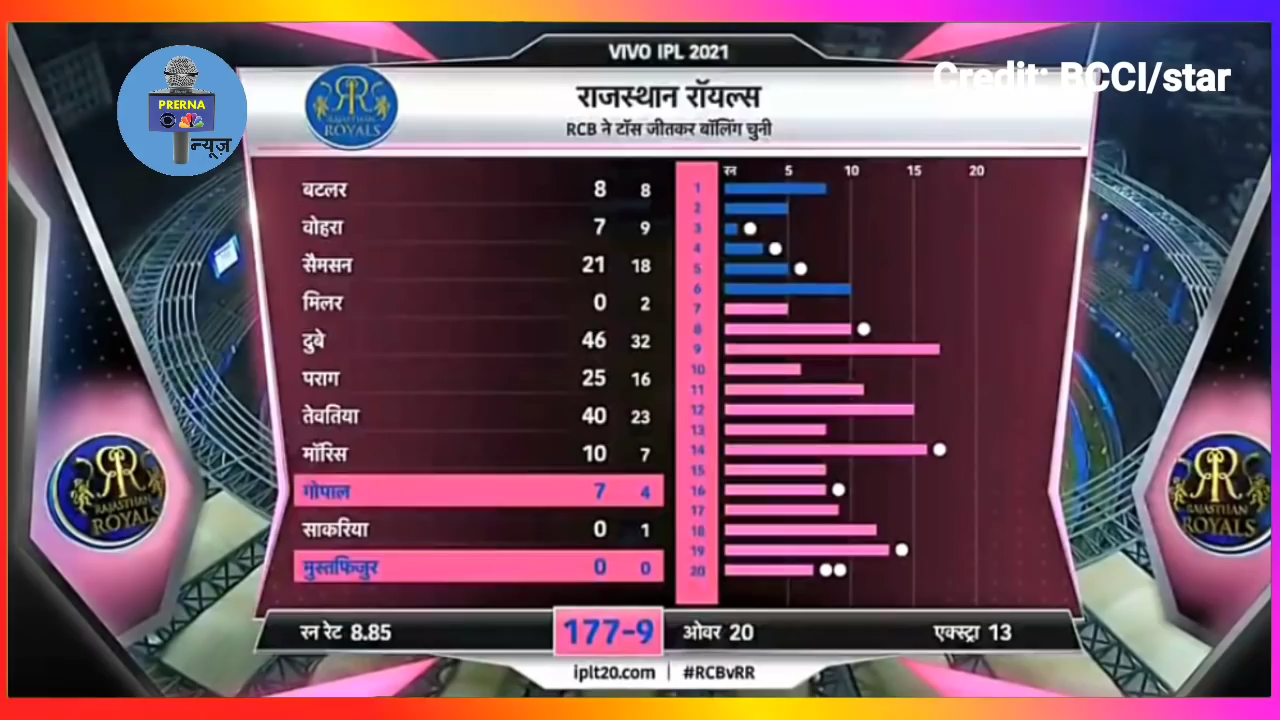 VIVO IPL 2021
Credit: BCCI/star
PRERNA
न्यूज़
RAJASTHAN
ROYALS
राजस्थान रॉयल्स
RCB ने टॉस जीतकर बॉलिंग चुनी
रन 5 10 15 20
बटलर 8 8
वोहरा 7 9
सैमसन 21 18
मिलर 0 2
दुबे 46 32
पराग 25 16
तेवतिया 40 23
मॉरिस 10 7
गोपाल 7 4
साकरिया 0 1
मुस्तफिजुर 0 0
1
2
3
4
5
6
7
8
9
10
11
12
13
14
15
16
17
18
19
20
RAJASTHAN
ROYALS
RAJASTHAN
ROYALS
रन रेट 8.85 177-9 ओवर 20 एक्स्ट्रा 13
iplt20.com | #RCBvRR